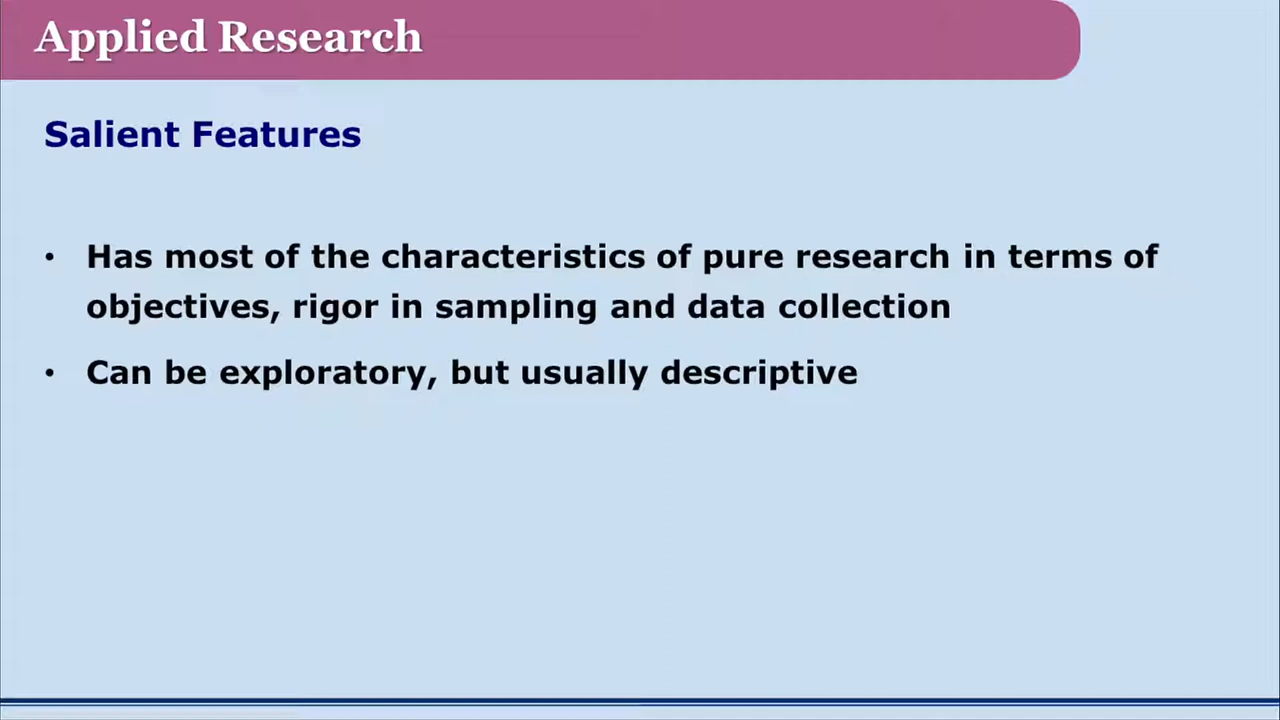 Applied Research
Salient Features
• Has most of the characteristics of pure research in terms of
objectives, rigor in sampling and data collection
• Can be exploratory, but usually descriptive